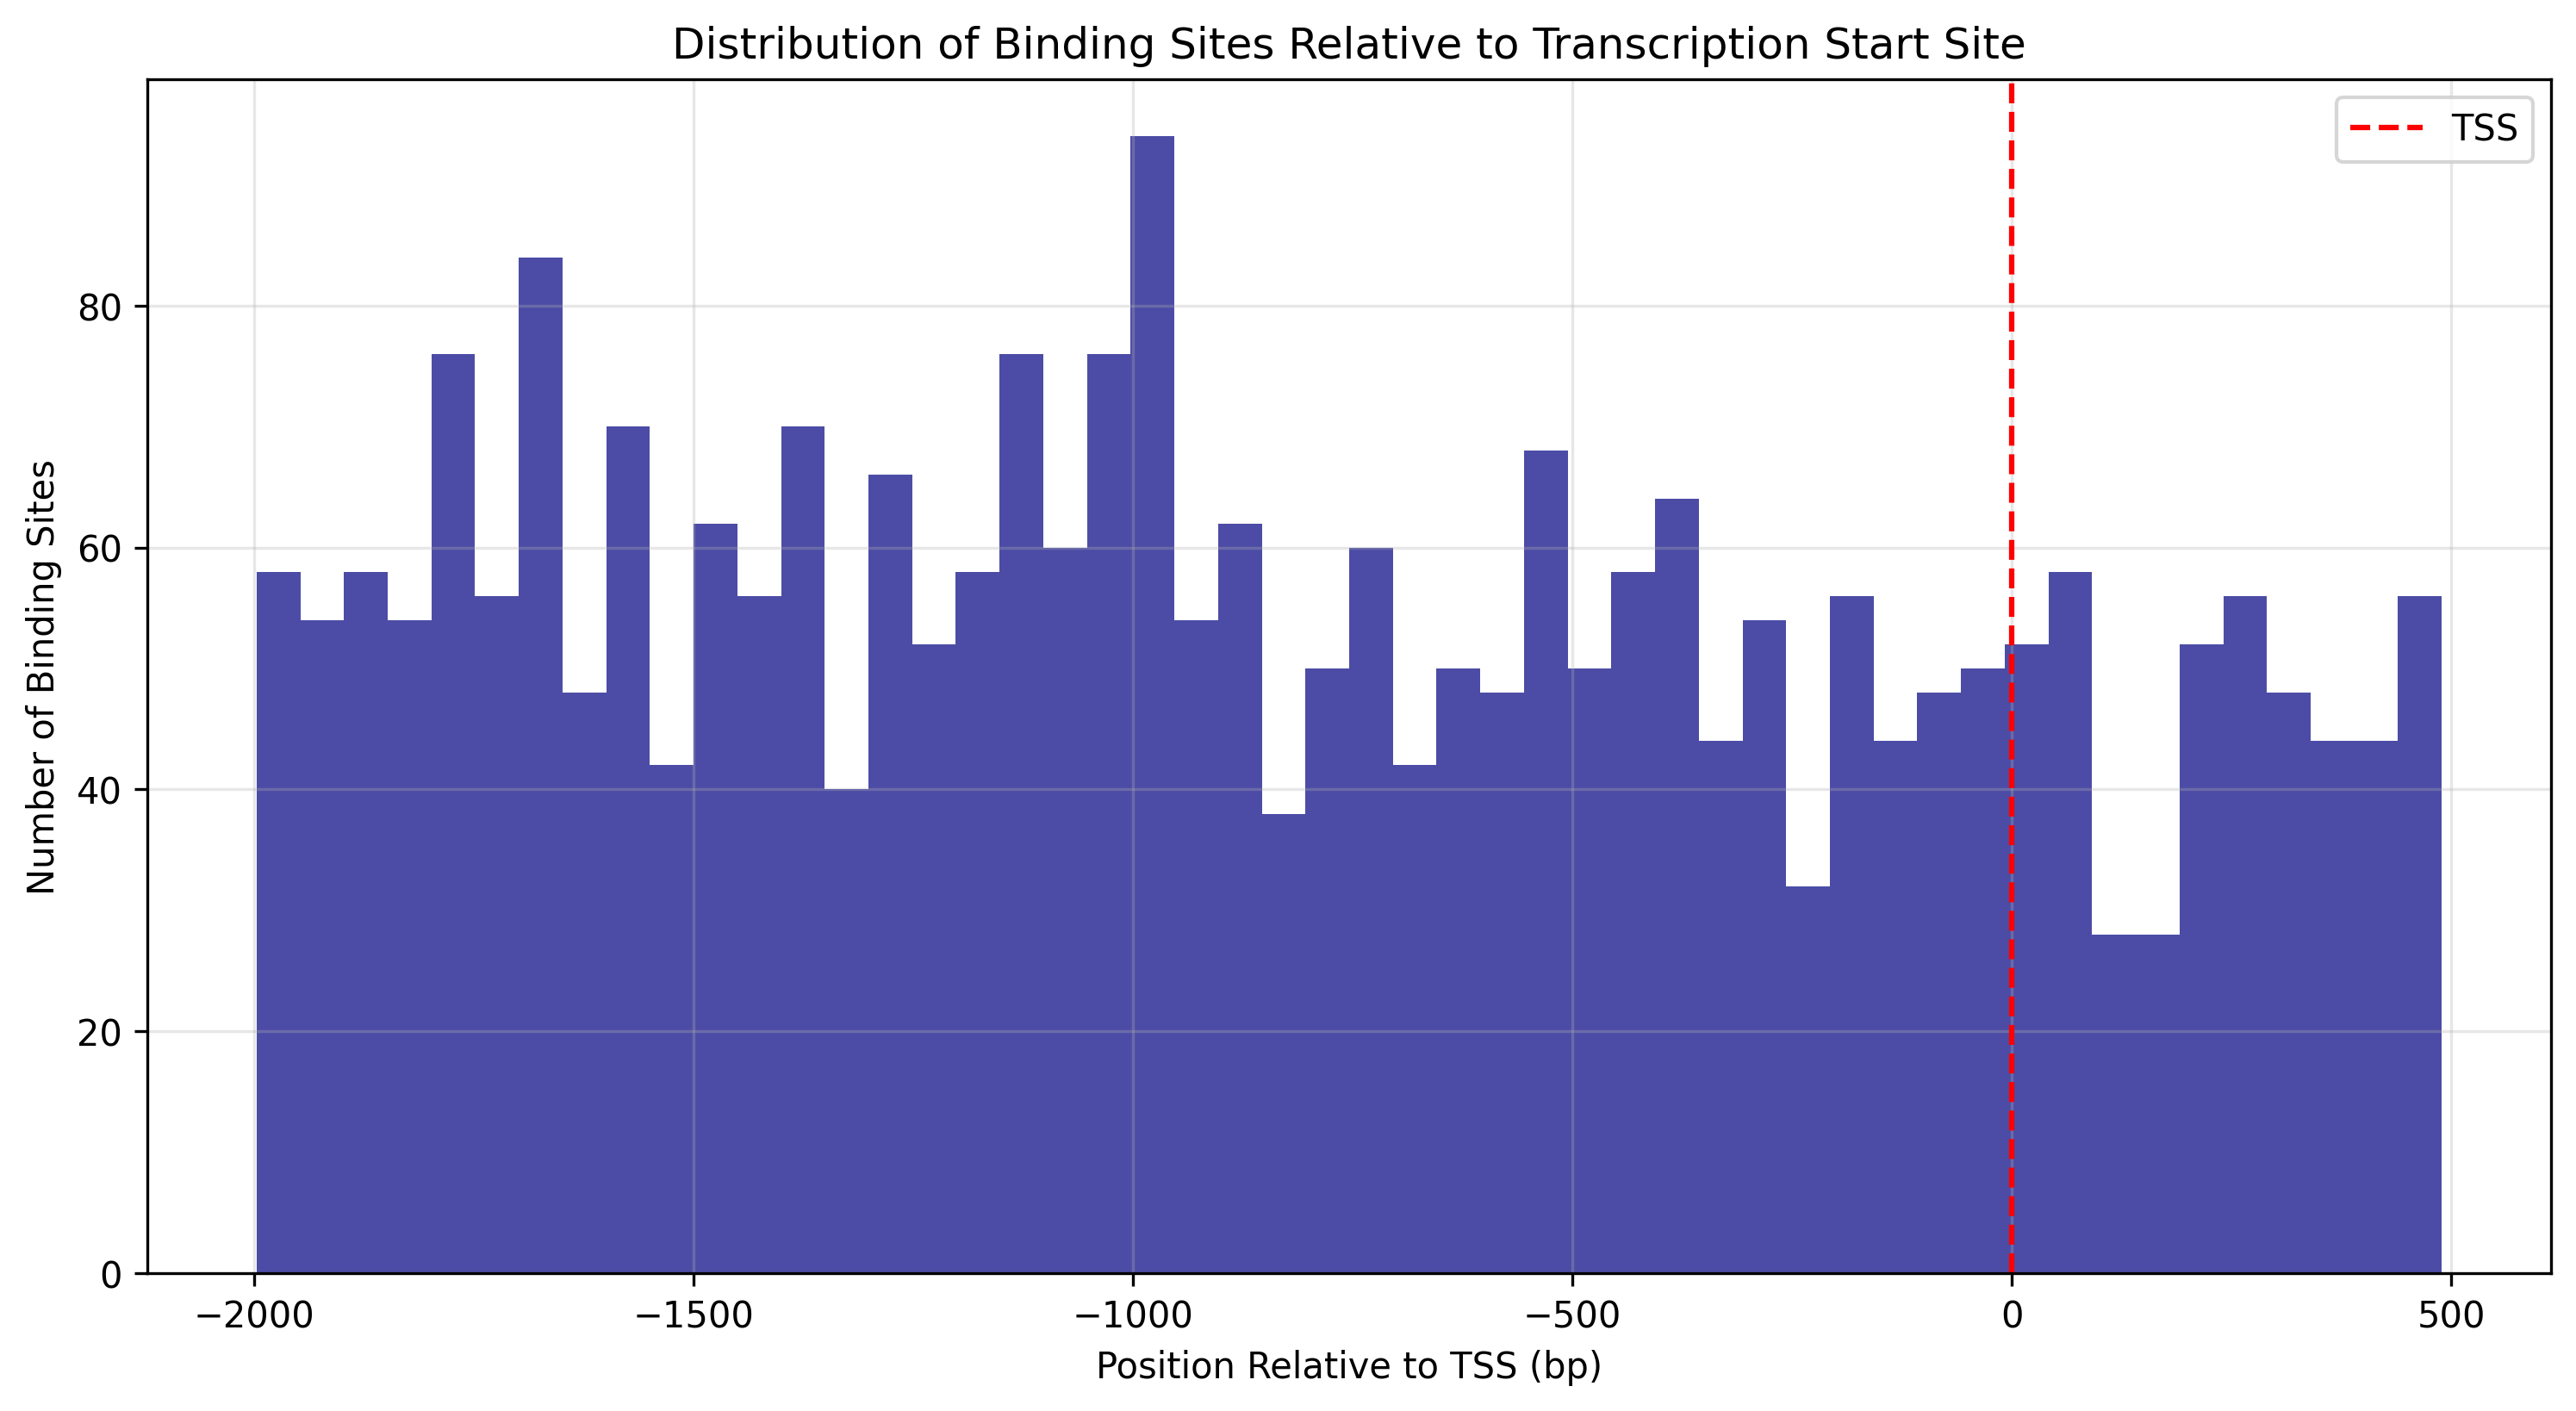 Distribution of Binding Sites Relative to Transcription Start Site
TSS
Number of Binding Sites
80
60
40
20
0
−2000
−1500
−1000
−500
0
500
Position Relative to TSS (bp)